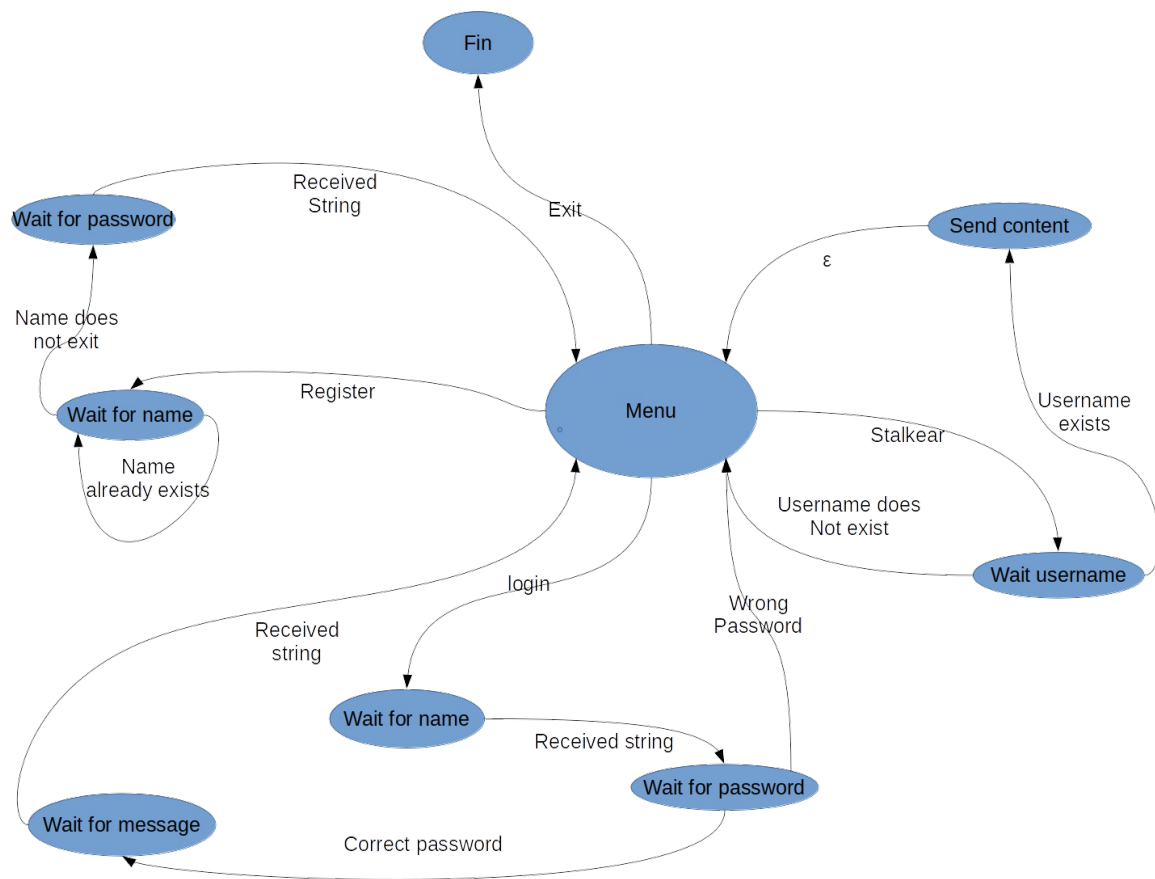 Fin
Received
String
Exit
Wait for password
Send content
ε
Name does
not exit
Register
Wait for name
Menu
Username
exists
Stalkear
Name
already exists
Username does
Not exist
login
Wait username
Wrong
Password
Received
string
Wait for name
Received string
Wait for password
Wait for message
Correct password